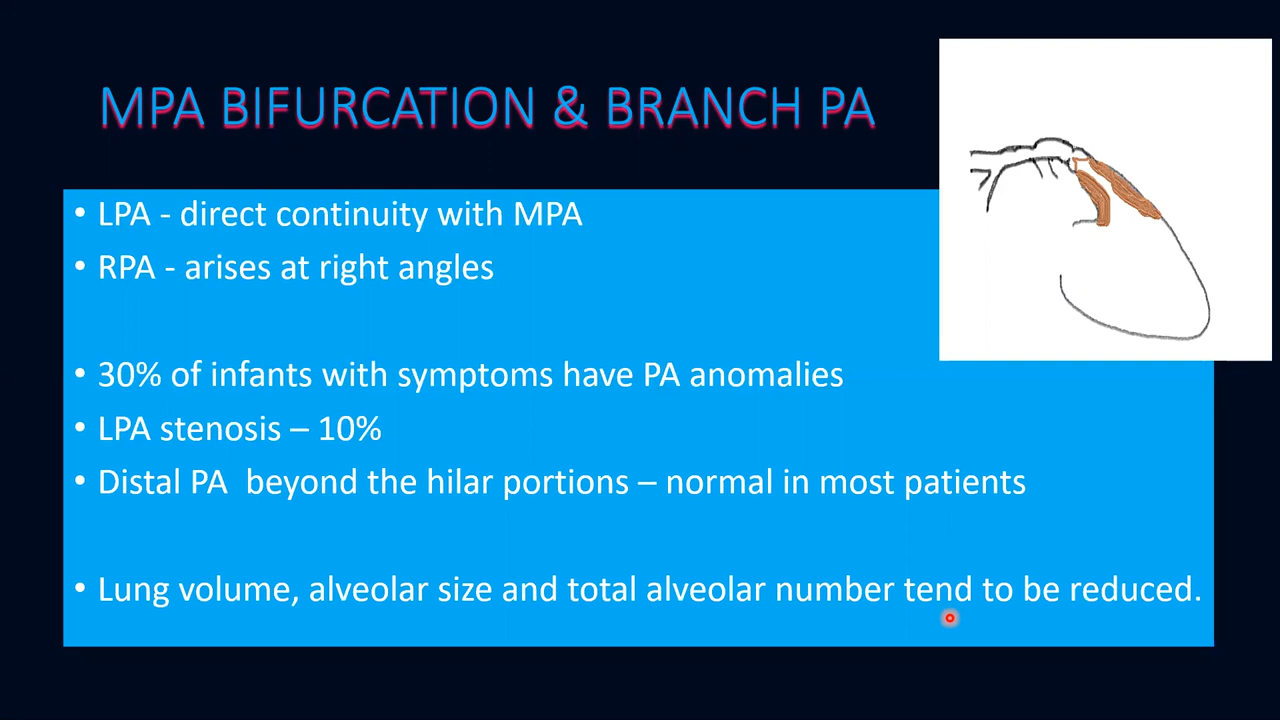 MPA BIFURCATION & BRANCH PA
• LPA - direct continuity with MPA
• RPA - arises at right angles
• 30% of infants with symptoms have PA anomalies
• LPA stenosis – 10%
• Distal PA  beyond the hilar portions – normal in most patients
• Lung volume, alveolar size and total alveolar number tend to be reduced.